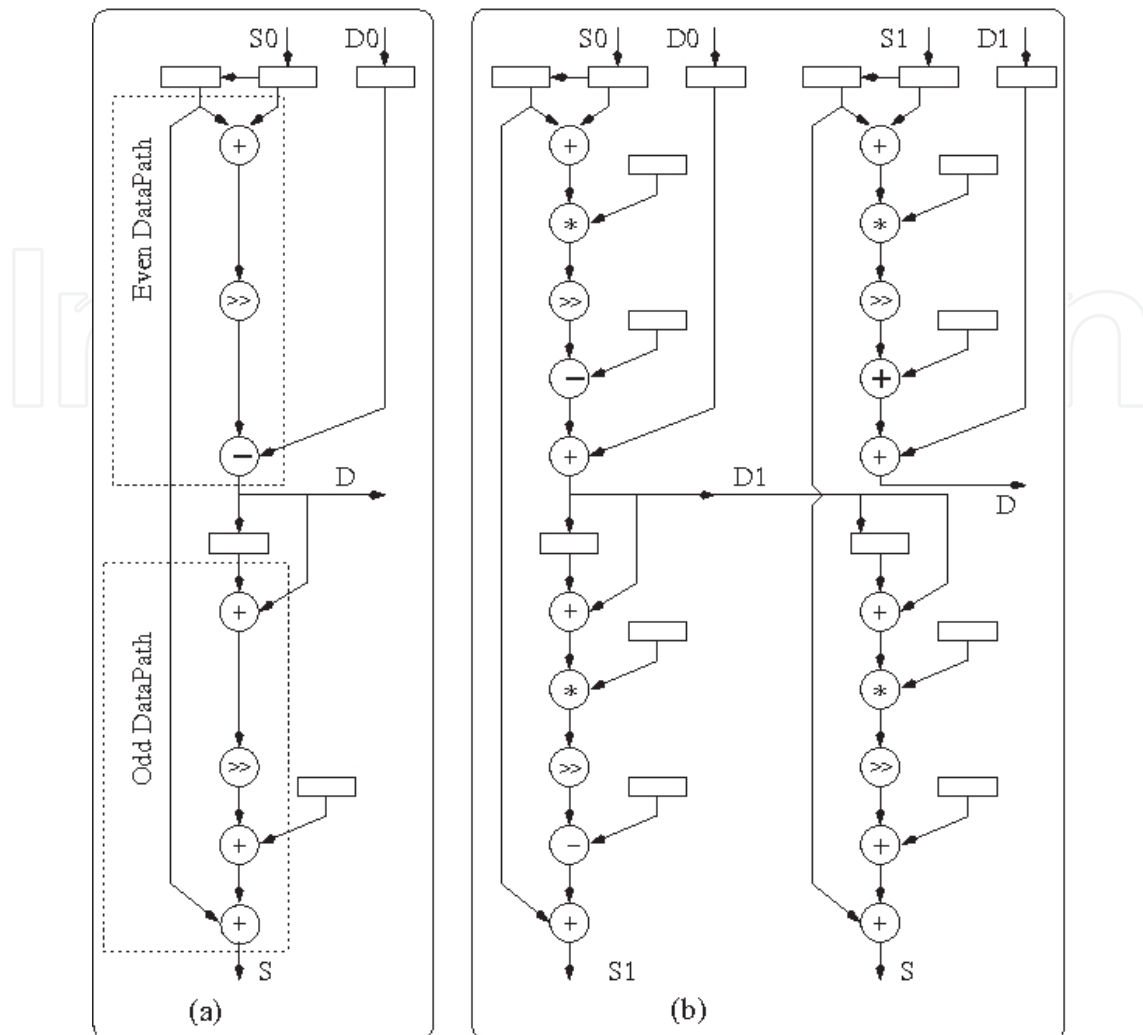 S0 D0
+
>>
−
D
+
>>
+
+
S
Even DataPath
Odd DataPath
(a)
S0 D0 S1 D1
+ +
* *
>> >>
− +
+ +
D1 D
+ +
* *
>> >>
- +
+ +
S1 S
(b)